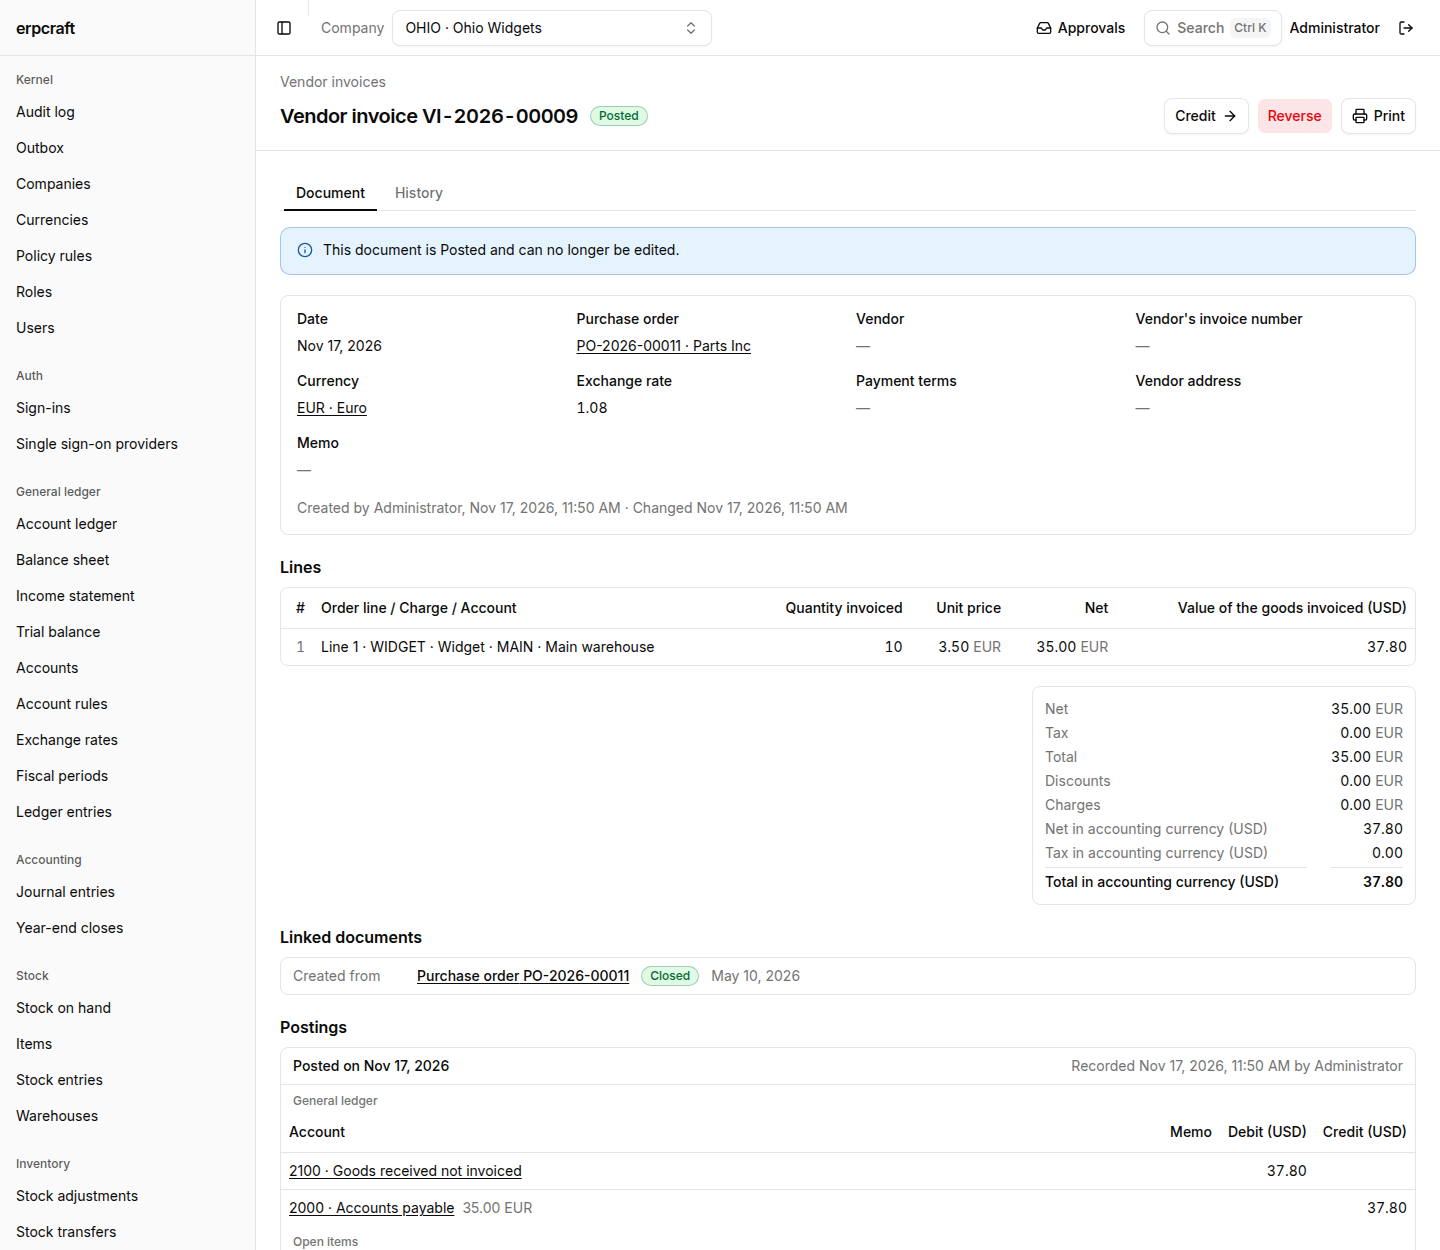 erpcraft
Company
OHIO · Ohio Widgets
Approvals
Search Ctrl K
Administrator
Kernel
Audit log
Outbox
Companies
Currencies
Policy rules
Roles
Users
Auth
Sign-ins
Single sign-on providers
General ledger
Account ledger
Balance sheet
Income statement
Trial balance
Accounts
Account rules
Exchange rates
Fiscal periods
Ledger entries
Accounting
Journal entries
Year-end closes
Stock
Stock on hand
Items
Stock entries
Warehouses
Inventory
Stock adjustments
Stock transfers
Vendor invoices
Vendor invoice VI-2026-00009 Posted
Credit Reverse Print
Document History
This document is Posted and can no longer be edited.
Date Purchase order Vendor Vendor's invoice number
Nov 17, 2026 PO-2026-00011 · Parts Inc — —
Currency Exchange rate Payment terms Vendor address
EUR · Euro 1.08 — —
Memo
—
Created by Administrator, Nov 17, 2026, 11:50 AM · Changed Nov 17, 2026, 11:50 AM
Lines
# Order line / Charge / Account Quantity invoiced Unit price Net Value of the goods invoiced (USD)
1 Line 1 · WIDGET · Widget · MAIN · Main warehouse 10 3.50 EUR 35.00 EUR 37.80
Net 35.00 EUR
Tax 0.00 EUR
Total 35.00 EUR
Discounts 0.00 EUR
Charges 0.00 EUR
Net in accounting currency (USD) 37.80
Tax in accounting currency (USD) 0.00
Total in accounting currency (USD) 37.80
Linked documents
Created from Purchase order PO-2026-00011 Closed May 10, 2026
Postings
Posted on Nov 17, 2026 Recorded Nov 17, 2026, 11:50 AM by Administrator
General ledger
Account Memo Debit (USD) Credit (USD)
2100 · Goods received not invoiced 37.80
2000 · Accounts payable 35.00 EUR 37.80
Open items